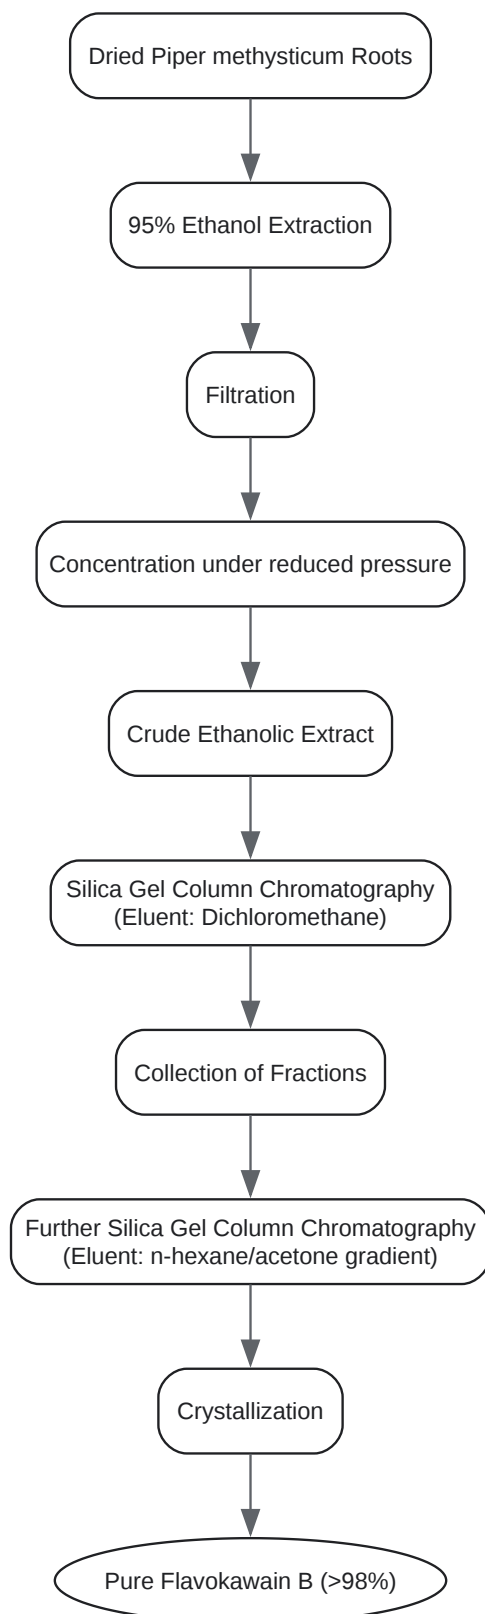 Dried Piper methysticum Roots
95% Ethanol Extraction
Filtration
Concentration under reduced pressure
Crude Ethanolic Extract
Silica Gel Column Chromatography
(Eluent: Dichloromethane)
Collection of Fractions
Further Silica Gel Column Chromatography
(Eluent: n-hexane/acetone gradient)
Crystallization
Pure Flavokawain B (>98%)